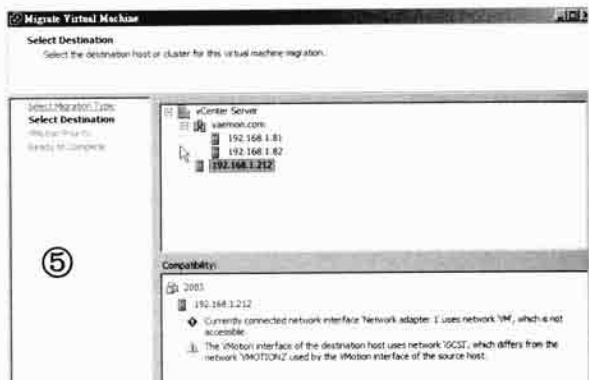 Migrate Virtual Machine
Select Destination
Select the destination host or cluster for this virtual machine migration.
Select Migration Type
Select Destination
VMotion Priority
Ready to Complete
vCenter Server
vaemon.com
192.168.1.81
192.168.1.82
192.168.1.212
⑤
Compatibility:
2003
192.168.1.212
Currently connected network interface 'Network adapter 1' uses network 'VM', which is not
accessible.
The VMotion interface of the destination host uses network 'GCSI', which differs from the
network 'VMOTION2' used by the VMotion interface of the source host.